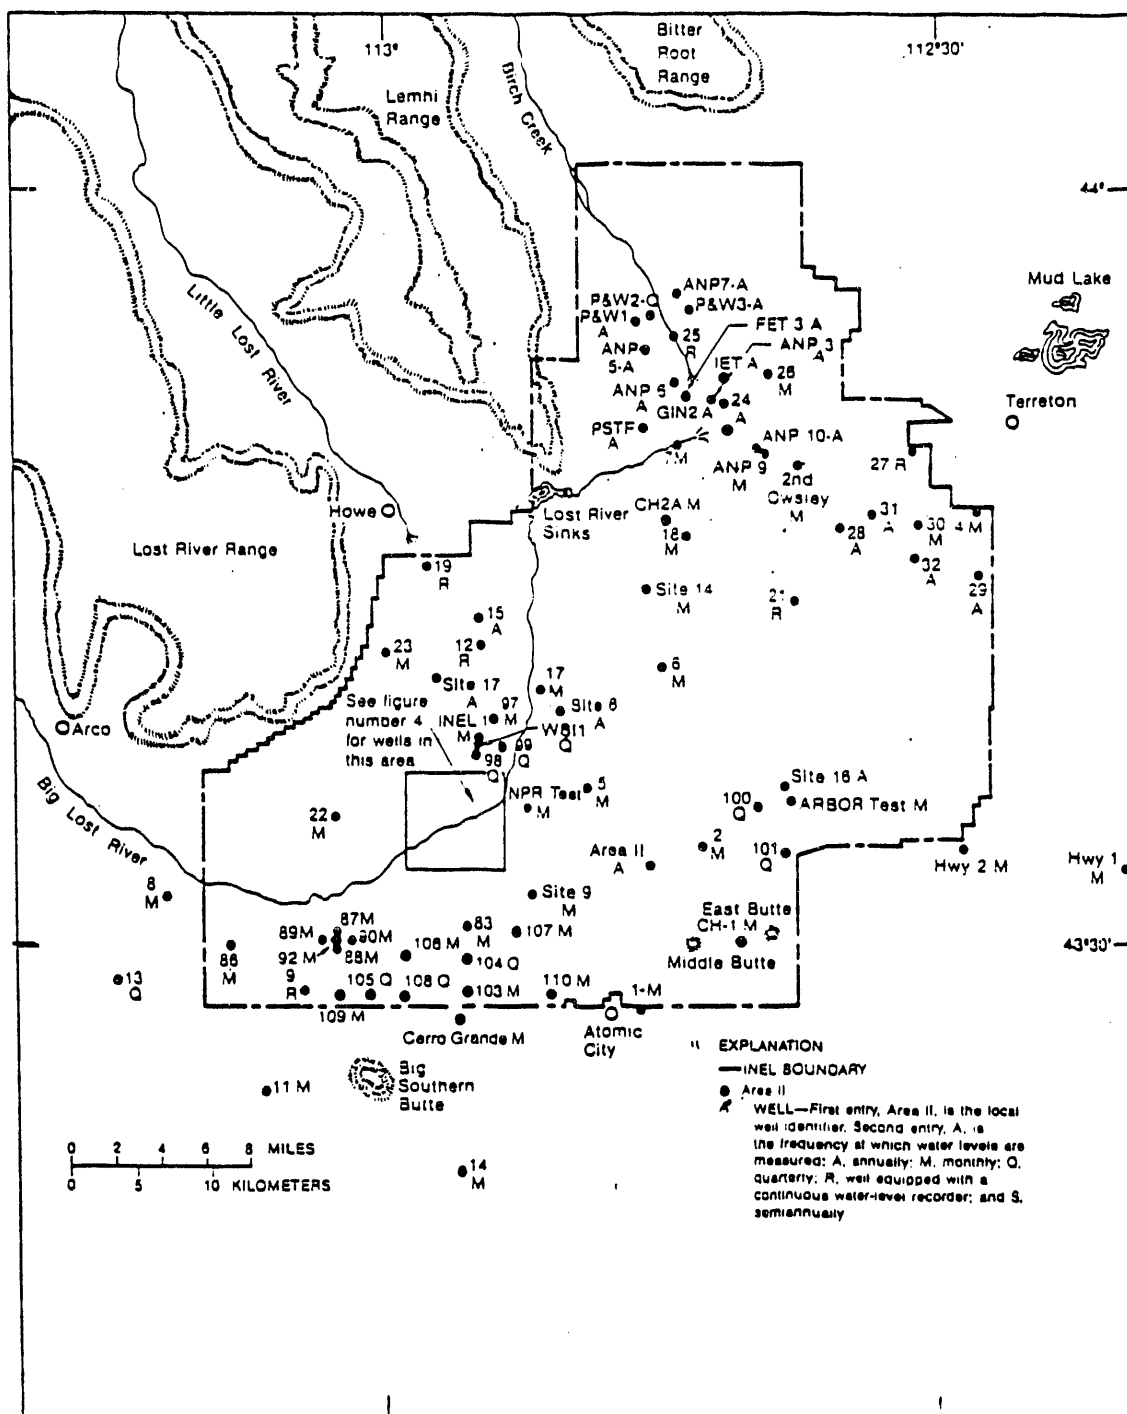 113°
112°30'
Bitter
Root
Range
Lemhi
Range
Birch Creek
44°
Mud Lake
Little Lost
River
ANP7-A
P&W2-Q
P&W3-A
P&W1
A
FET 3 A
25
R
ANP 3
A
ANP
5-A
IET A
26
M
ANP 6
A
GIN2 A
24
A
Terreton
PSTF
A
7M
ANP 10-A
ANP 9
M
27 R
2nd
Owsley
M
Howe
Lost River
Sinks
CH2A M
18
M
31
A
28
A
30
M
4 M
Lost River Range
32
A
29
A
19
R
Site 14
M
21
R
15
A
12
R
23
M
6
M
Site 17
A
17
M
See figure
number 4
for wells in
this area
97
M
Site 8
A
INEL 1
M
WS11
99
Q
98
Q
Arco
Big Lost River
NPR Test
M
5
M
Site 16 A
ARBOR Test M
100
Q
22
M
2
M
101
Q
Area II
A
Hwy 2 M
Hwy 1
M
8
M
Site 9
M
87M
89M
90M
92 M
88M
83
M
107 M
106 M
104 Q
East Butte
CH-1 M
Middle Butte
43°30'
86
M
13
Q
9
R
105 Q
108 Q
103 M
110 M
1-M
109 M
Cerro Grande M
Atomic
City
Big
Southern
Butte
11 M
14
M
0 2 4 6 8 MILES
0 5 10 KILOMETERS
EXPLANATION
INEL BOUNDARY
Area II
A
WELL—First entry, Area II, is the local
well identifier. Second entry, A, is
the frequency at which water levels are
measured: A, annually; M, monthly; Q,
quarterly; R, well equipped with a
continuous water-level recorder; and S,
semiannually